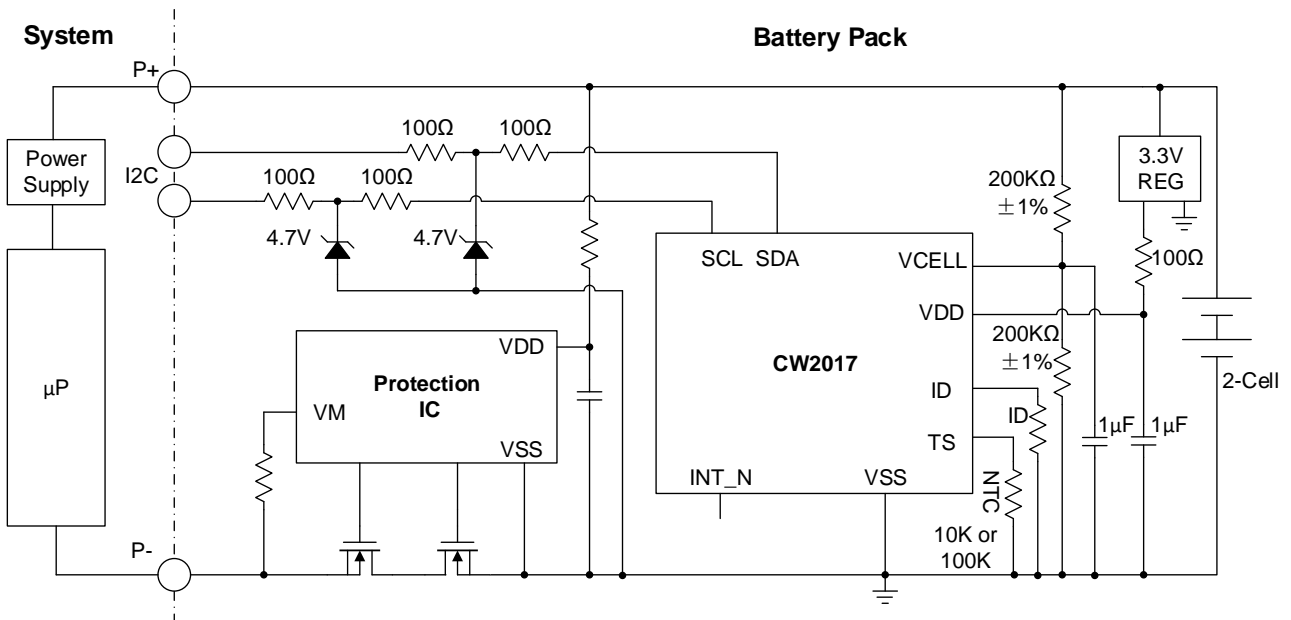 System
Battery Pack
P+
100Ω
100Ω
Power
Supply
I2C
100Ω
100Ω
3.3V
REG
200KΩ
±1%
4.7V
4.7V
SCL SDA
VCELL
100Ω
VDD
VDD
200KΩ
±1%
CW2017
Protection
IC
2-Cell
µP
VM
ID
ID
1µF
1µF
TS
VSS
INT_N
VSS
NTC
10K or
100K
P-